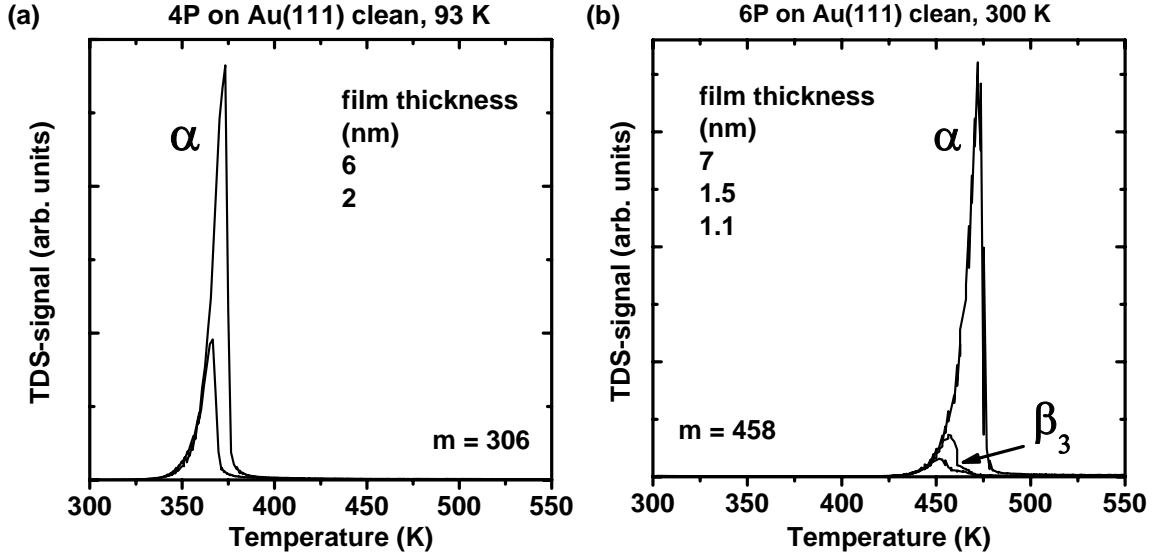 (a) 4P on Au(111) clean, 93 K
TDS-signal (arb. units)
α
film thickness
(nm)
6
2
m = 306
300 350 400 450 500 550
Temperature (K)
(b) 6P on Au(111) clean, 300 K
TDS-signal (arb. units)
film thickness
(nm)
7
1.5
1.1
α
β3
m = 458
300 350 400 450 500 550
Temperature (K)